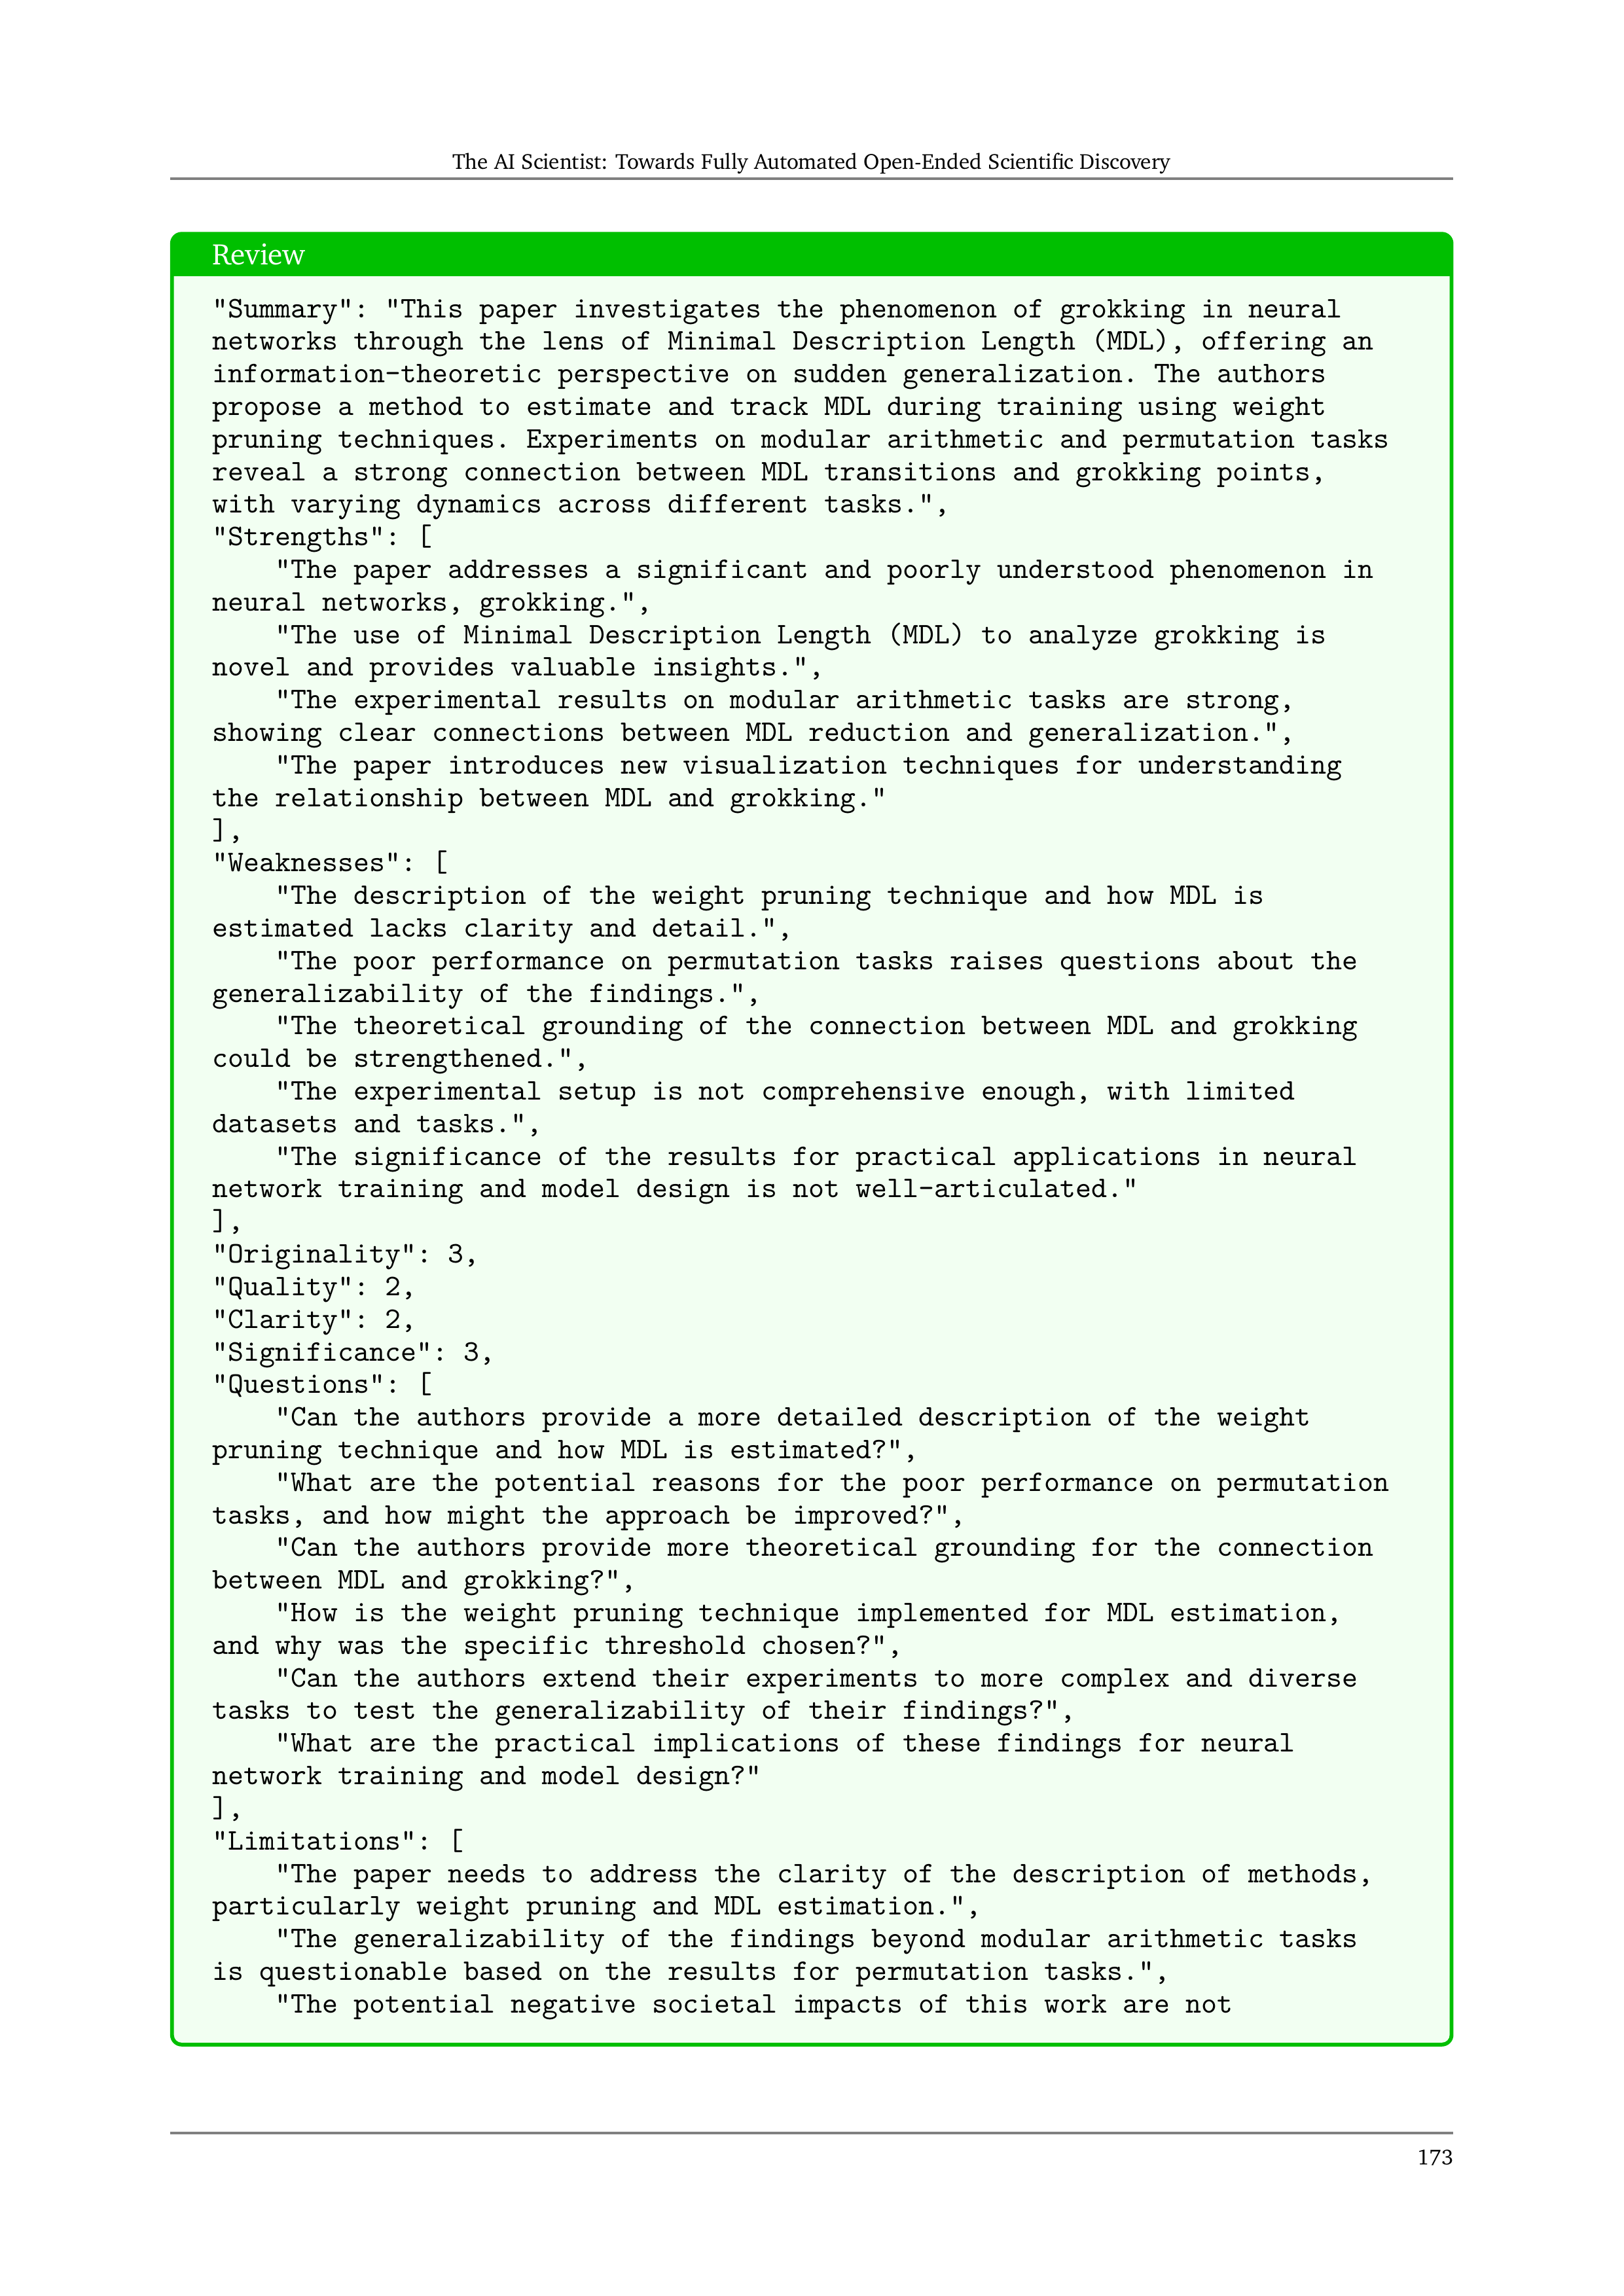 The AI Scientist: Towards Fully Automated Open-Ended Scientific Discovery
Review
"Summary": "This paper investigates the phenomenon of grokking in neural
networks through the lens of Minimal Description Length (MDL), offering an
information-theoretic perspective on sudden generalization. The authors
propose a method to estimate and track MDL during training using weight
pruning techniques. Experiments on modular arithmetic and permutation tasks
reveal a strong connection between MDL transitions and grokking points,
with varying dynamics across different tasks.",
"Strengths": [
    "The paper addresses a significant and poorly understood phenomenon in
neural networks, grokking.",
    "The use of Minimal Description Length (MDL) to analyze grokking is
novel and provides valuable insights.",
    "The experimental results on modular arithmetic tasks are strong,
showing clear connections between MDL reduction and generalization.",
    "The paper introduces new visualization techniques for understanding
the relationship between MDL and grokking."
],
"Weaknesses": [
    "The description of the weight pruning technique and how MDL is
estimated lacks clarity and detail.",
    "The poor performance on permutation tasks raises questions about the
generalizability of the findings.",
    "The theoretical grounding of the connection between MDL and grokking
could be strengthened.",
    "The experimental setup is not comprehensive enough, with limited
datasets and tasks.",
    "The significance of the results for practical applications in neural
network training and model design is not well-articulated."
],
"Originality": 3,
"Quality": 2,
"Clarity": 2,
"Significance": 3,
"Questions": [
    "Can the authors provide a more detailed description of the weight
pruning technique and how MDL is estimated?",
    "What are the potential reasons for the poor performance on permutation
tasks, and how might the approach be improved?",
    "Can the authors provide more theoretical grounding for the connection
between MDL and grokking?",
    "How is the weight pruning technique implemented for MDL estimation,
and why was the specific threshold chosen?",
    "Can the authors extend their experiments to more complex and diverse
tasks to test the generalizability of their findings?",
    "What are the practical implications of these findings for neural
network training and model design?"
],
"Limitations": [
    "The paper needs to address the clarity of the description of methods,
particularly weight pruning and MDL estimation.",
    "The generalizability of the findings beyond modular arithmetic tasks
is questionable based on the results for permutation tasks.",
    "The potential negative societal impacts of this work are not
173